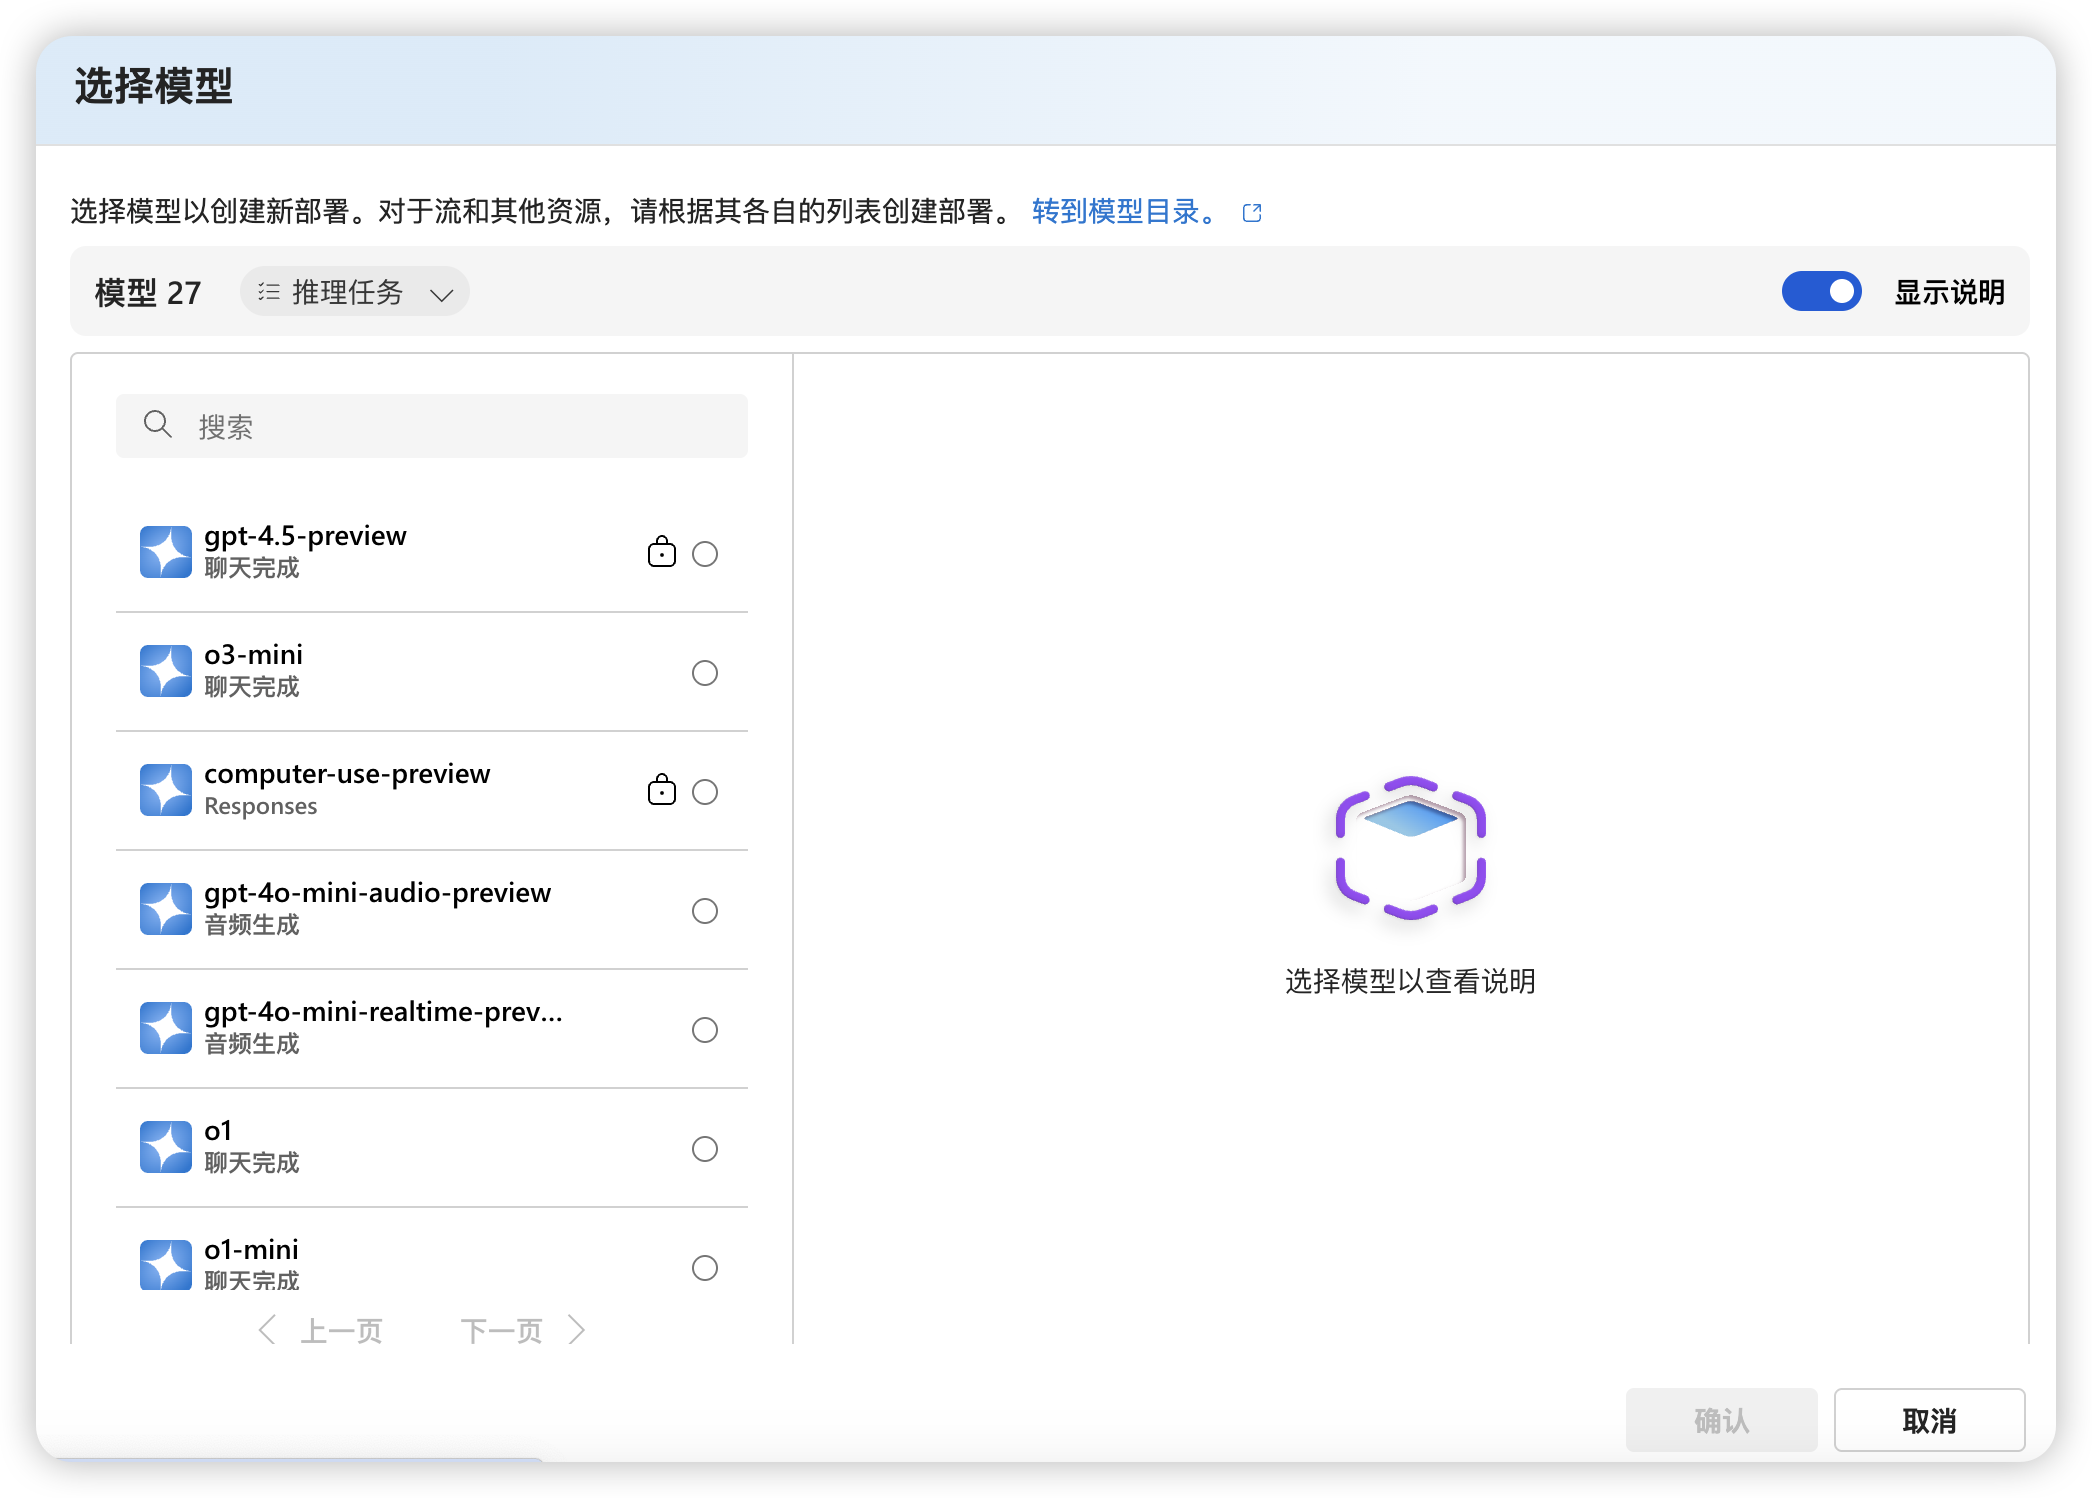 选择模型
选择模型以创建新部署。对于流和其他资源，请根据其各自的列表创建部署。 转到模型目录。
模型 27 推理任务 显示说明
搜索
gpt-4.5-preview
聊天完成
o3-mini
聊天完成
computer-use-preview
Responses
gpt-4o-mini-audio-preview
音频生成
gpt-4o-mini-realtime-prev...
音频生成
o1
聊天完成
o1-mini
聊天完成
上一页 下一页
选择模型以查看说明
确认 取消